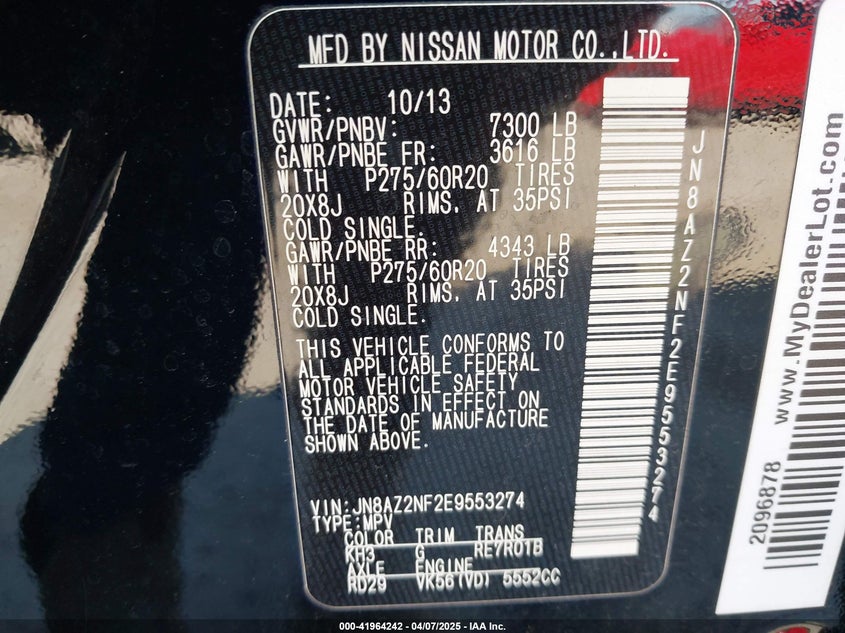 MFD BY NISSAN MOTOR CO.,LTD.
DATE: 10/13
GVWR/PNBV: 7300 LB
GAWR/PNBE FR: 3616 LB
WITH P275/60R20 TIRES
20X8J RIMS, AT 35PSI
COLD SINGLE.
GAWR/PNBE RR: 4343 LB
WITH P275/60R20 TIRES
20X8J RIMS, AT 35PSI
COLD SINGLE.
THIS VEHICLE CONFORMS TO
ALL APPLICABLE FEDERAL
MOTOR VEHICLE SAFETY
STANDARDS IN EFFECT ON
THE DATE OF MANUFACTURE
SHOWN ABOVE.
VIN:JN8AZ2NF2E9553274
TYPE:MPV
COLOR TRIM TRANS
KH3 G RE7R01B
AXLE ENGINE
RD29 VK56(VD) 5552CC
JN8AZ2NF2E9553274
www.MyDealerLot.com
2096878
000-41964242 - 04/07/2025 - IAA Inc.